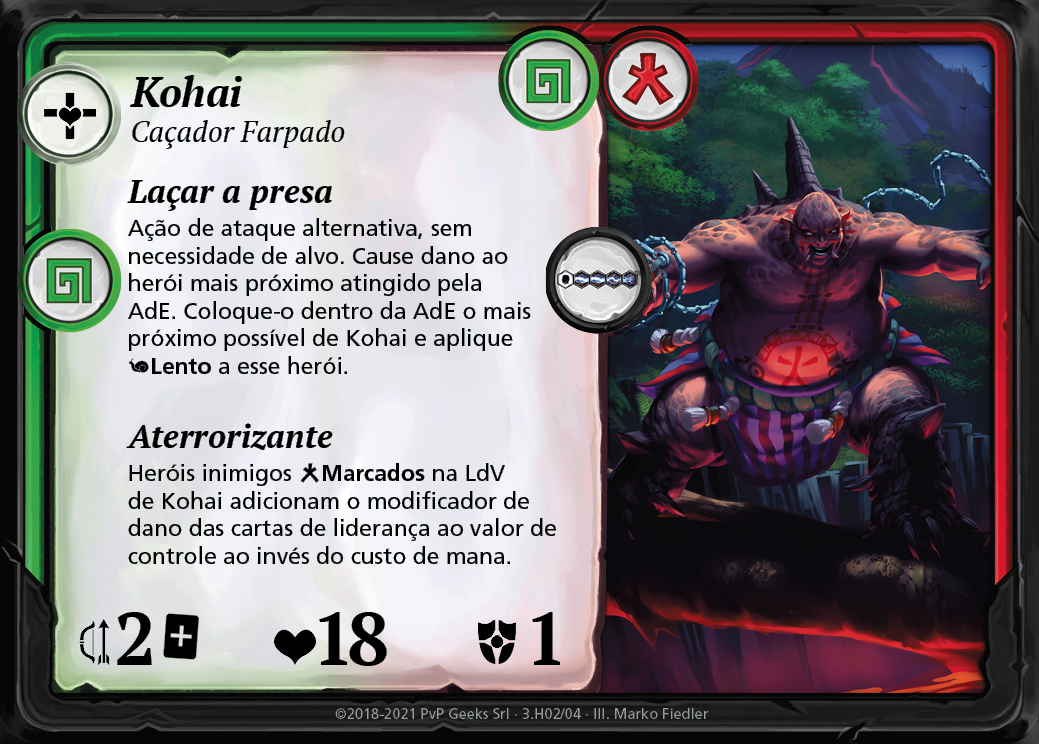 Kohai
Caçador Farpado
Laçar a presa
Ação de ataque alternativa, sem
necessidade de alvo. Cause dano ao
herói mais próximo atingido pela
AdE. Coloque-o dentro da AdE o mais
próximo possível de Kohai e aplique
Lento a esse herói.
Aterrorizante
Heróis inimigos Marcados na LdV
de Kohai adicionam o modificador de
dano das cartas de liderança ao valor de
controle ao invés do custo de mana.
2 18 1
©2018-2021 PvP Geeks Srl · 3.H02/04 · III. Marko Fiedler